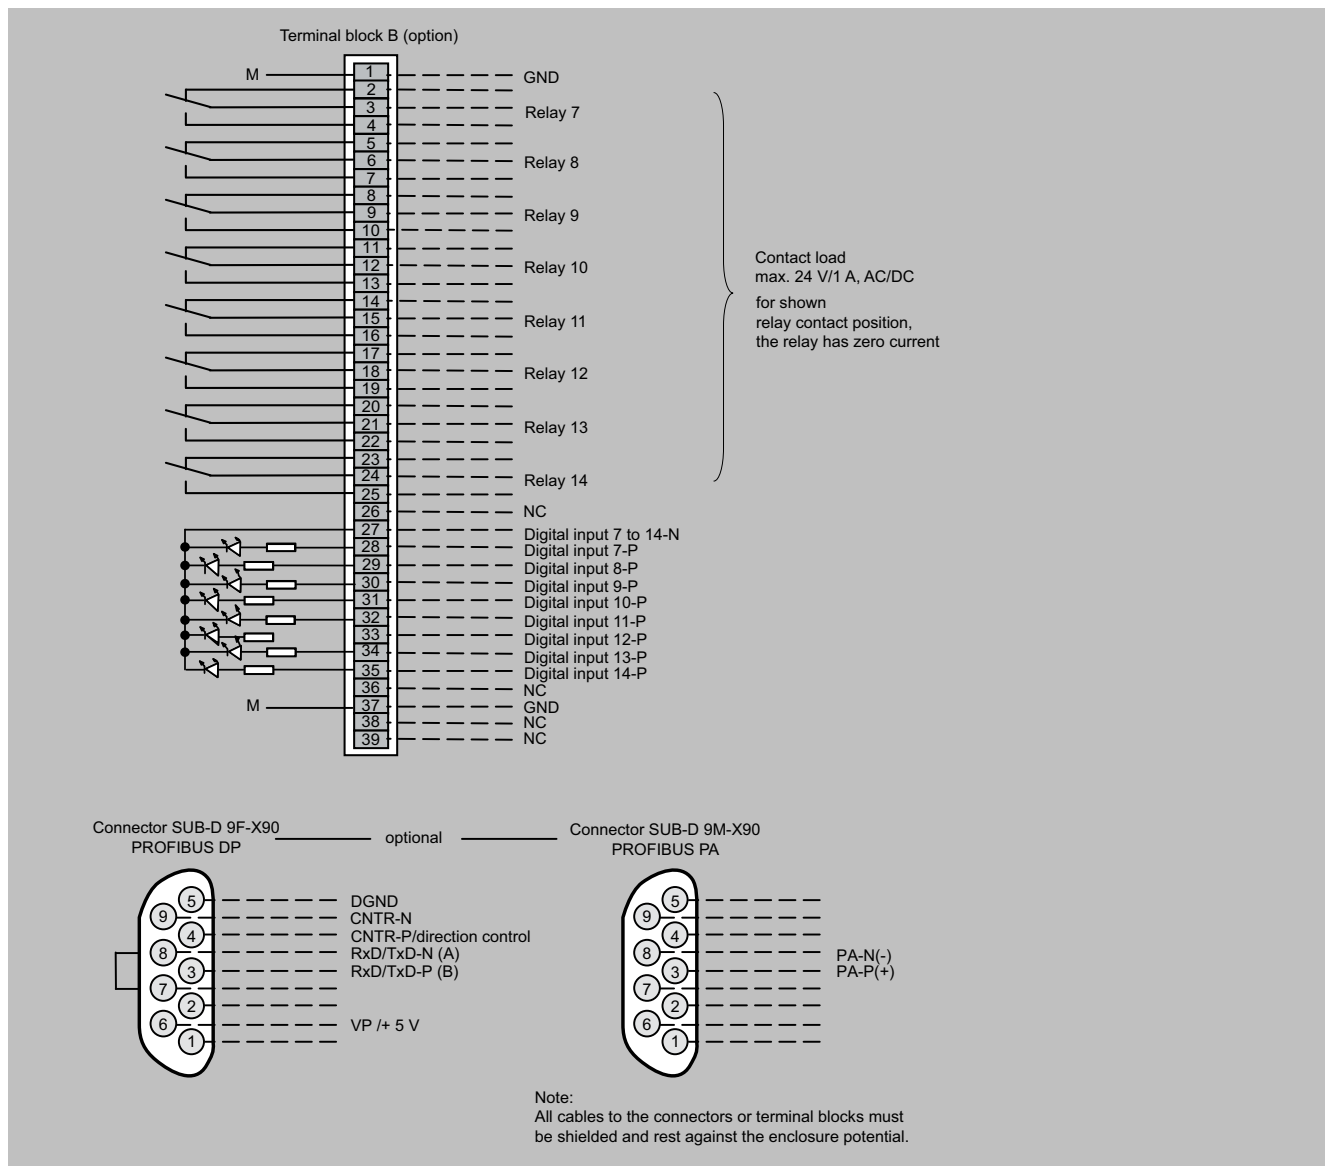 Terminal block B (option)
M 1 GND
2
3 Relay 7
4
5
6 Relay 8
7
8
9 Relay 9
10
11
12 Relay 10
13
14
15 Relay 11
16
17
18 Relay 12
19
20
21 Relay 13
22
23
24 Relay 14
25
Contact load
max. 24 V/1 A, AC/DC
for shown
relay contact position,
the relay has zero current
26 NC
27 Digital input 7 to 14-N
28 Digital input 7-P
29 Digital input 8-P
30 Digital input 9-P
31 Digital input 10-P
32 Digital input 11-P
33 Digital input 12-P
34 Digital input 13-P
35 Digital input 14-P
36 NC
M 37 GND
38 NC
39 NC
Connector SUB-D 9F-X90
PROFIBUS DP
optional
Connector SUB-D 9M-X90
PROFIBUS PA
5 DGND
9 CNTR-N
4 CNTR-P/direction control
8 RxD/TxD-N (A)
3 RxD/TxD-P (B)
7
2
6 VP /+ 5 V
1
5
9
4
8 PA-N(-)
3 PA-P(+)
7
2
6
1
Note:
All cables to the connectors or terminal blocks must
be shielded and rest against the enclosure potential.